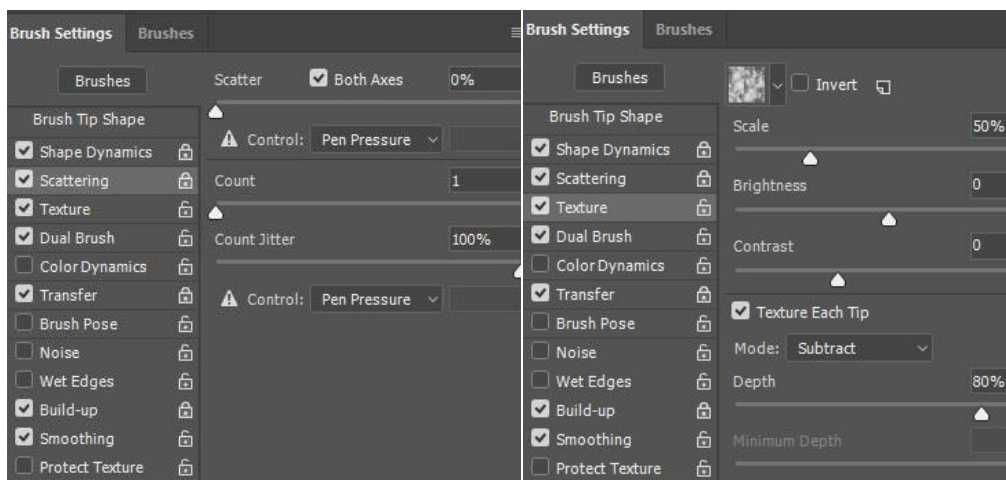 Brush Settings Brushes
Brushes
Scatter Both Axes 0%
Brush Tip Shape
Control: Pen Pressure
Shape Dynamics
Scattering
Count 1
Texture
Dual Brush
Count Jitter 100%
Color Dynamics
Transfer
Control: Pen Pressure
Brush Pose
Noise
Wet Edges
Build-up
Smoothing
Protect Texture
Brush Settings Brushes
Brushes
Invert
Brush Tip Shape
Scale 50%
Shape Dynamics
Scattering
Brightness 0
Texture
Dual Brush
Contrast 0
Color Dynamics
Transfer
Texture Each Tip
Brush Pose
Noise
Mode: Subtract
Wet Edges
Depth 80%
Build-up
Smoothing
Minimum Depth
Protect Texture